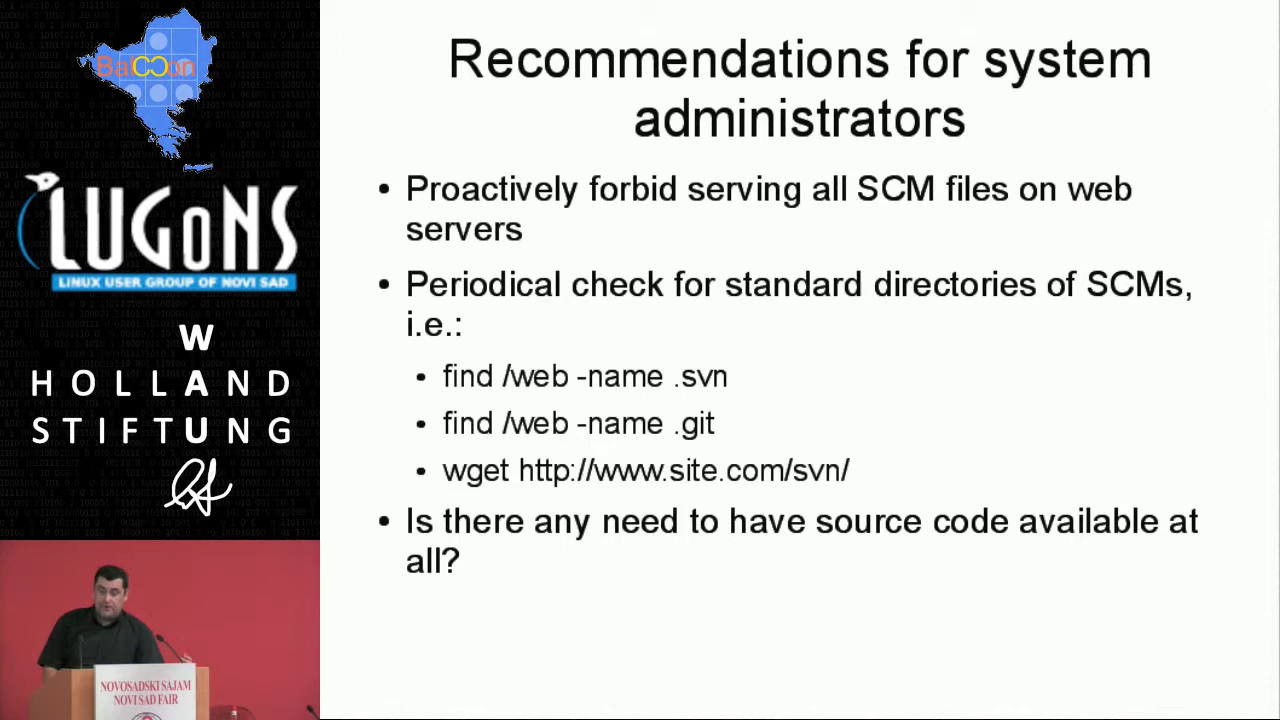 BalCCon
LUGoNS
LINUX USER GROUP OF NOVI SAD
W
HOLLAND
STIFTUNG
NOVOSADSKI SAJAM
NOVI SAD FAIR
Recommendations for system
administrators
• Proactively forbid serving all SCM files on web
servers
• Periodical check for standard directories of SCMs,
i.e.:
• find /web -name .svn
• find /web -name .git
• wget http://www.site.com/svn/
• Is there any need to have source code available at
all?